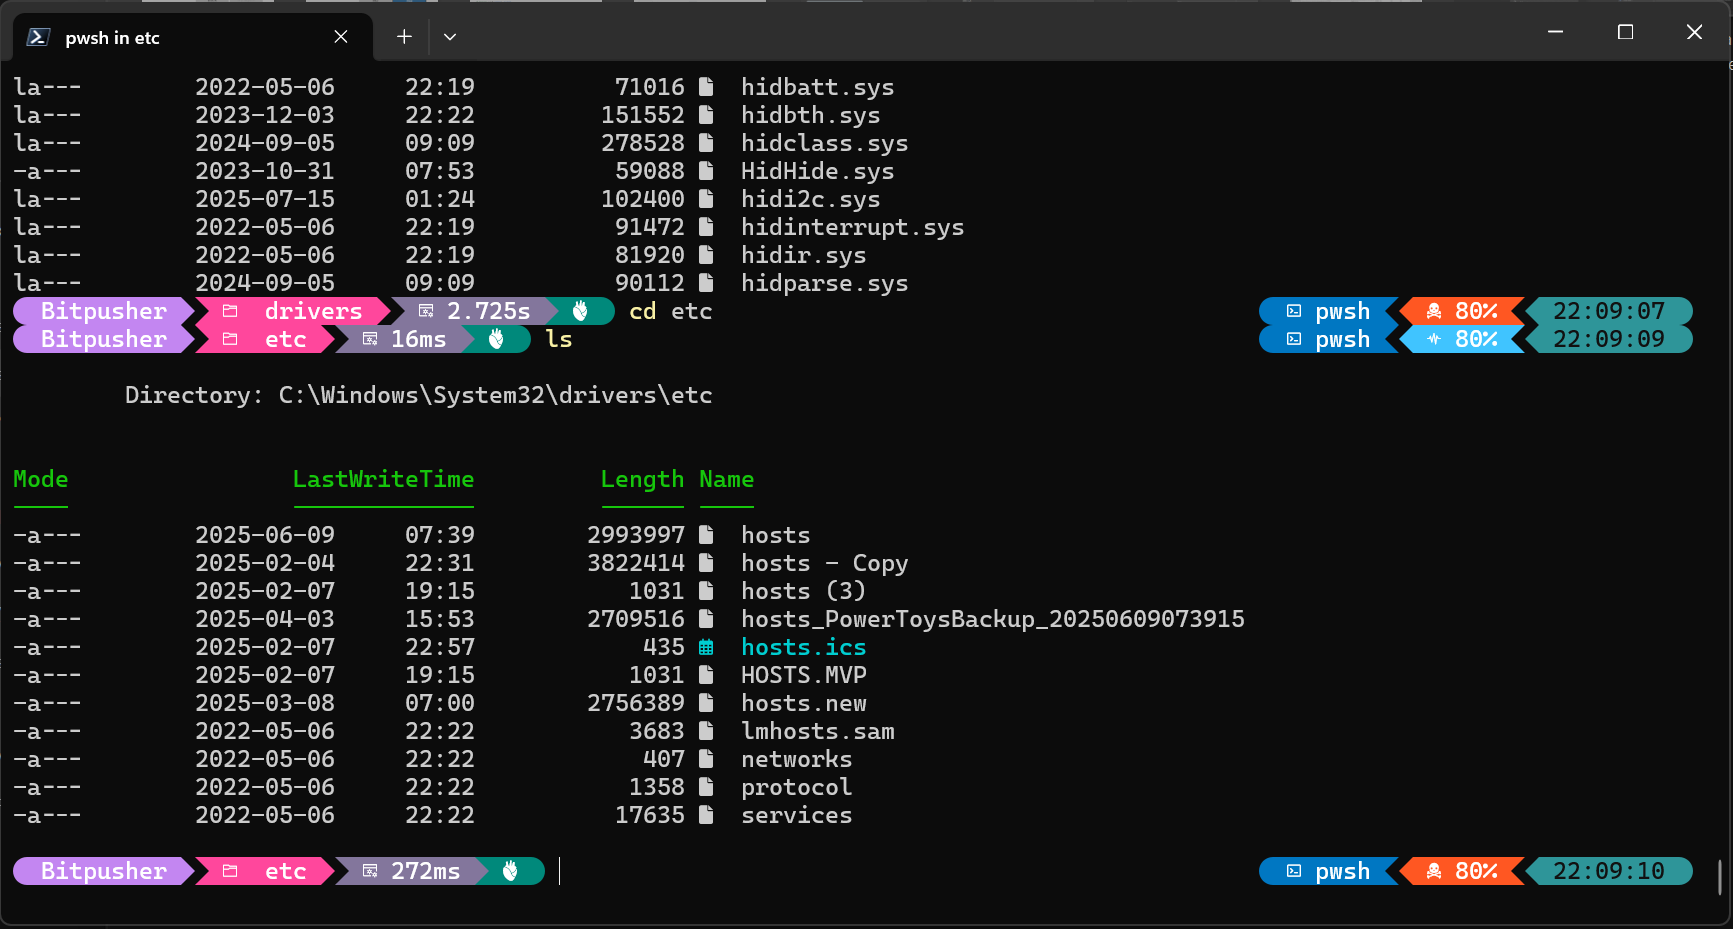 pwsh in etc
la--- 2022-05-06 22:19 71016 hidbatt.sys
la--- 2023-12-03 22:22 151552 hidbth.sys
la--- 2024-09-05 09:09 278528 hidclass.sys
-a--- 2023-10-31 07:53 59088 HidHide.sys
la--- 2025-07-15 01:24 102400 hidi2c.sys
la--- 2022-05-06 22:19 91472 hidinterrupt.sys
la--- 2022-05-06 22:19 81920 hidir.sys
la--- 2024-09-05 09:09 90112 hidparse.sys
Bitpusher drivers 2.725s cd etc pwsh 80% 22:09:07
Bitpusher etc 16ms ls pwsh 80% 22:09:09
Directory: C:\Windows\System32\drivers\etc
Mode LastWriteTime Length Name
-a--- 2025-06-09 07:39 2993997 hosts
-a--- 2025-02-04 22:31 3822414 hosts - Copy
-a--- 2025-02-07 19:15 1031 hosts (3)
-a--- 2025-04-03 15:53 2709516 hosts_PowerToysBackup_20250609073915
-a--- 2025-02-07 22:57 435 hosts.ics
-a--- 2025-02-07 19:15 1031 HOSTS.MVP
-a--- 2025-03-08 07:00 2756389 hosts.new
-a--- 2022-05-06 22:22 3683 lmhosts.sam
-a--- 2022-05-06 22:22 407 networks
-a--- 2022-05-06 22:22 1358 protocol
-a--- 2022-05-06 22:22 17635 services
Bitpusher etc 272ms pwsh 80% 22:09:10